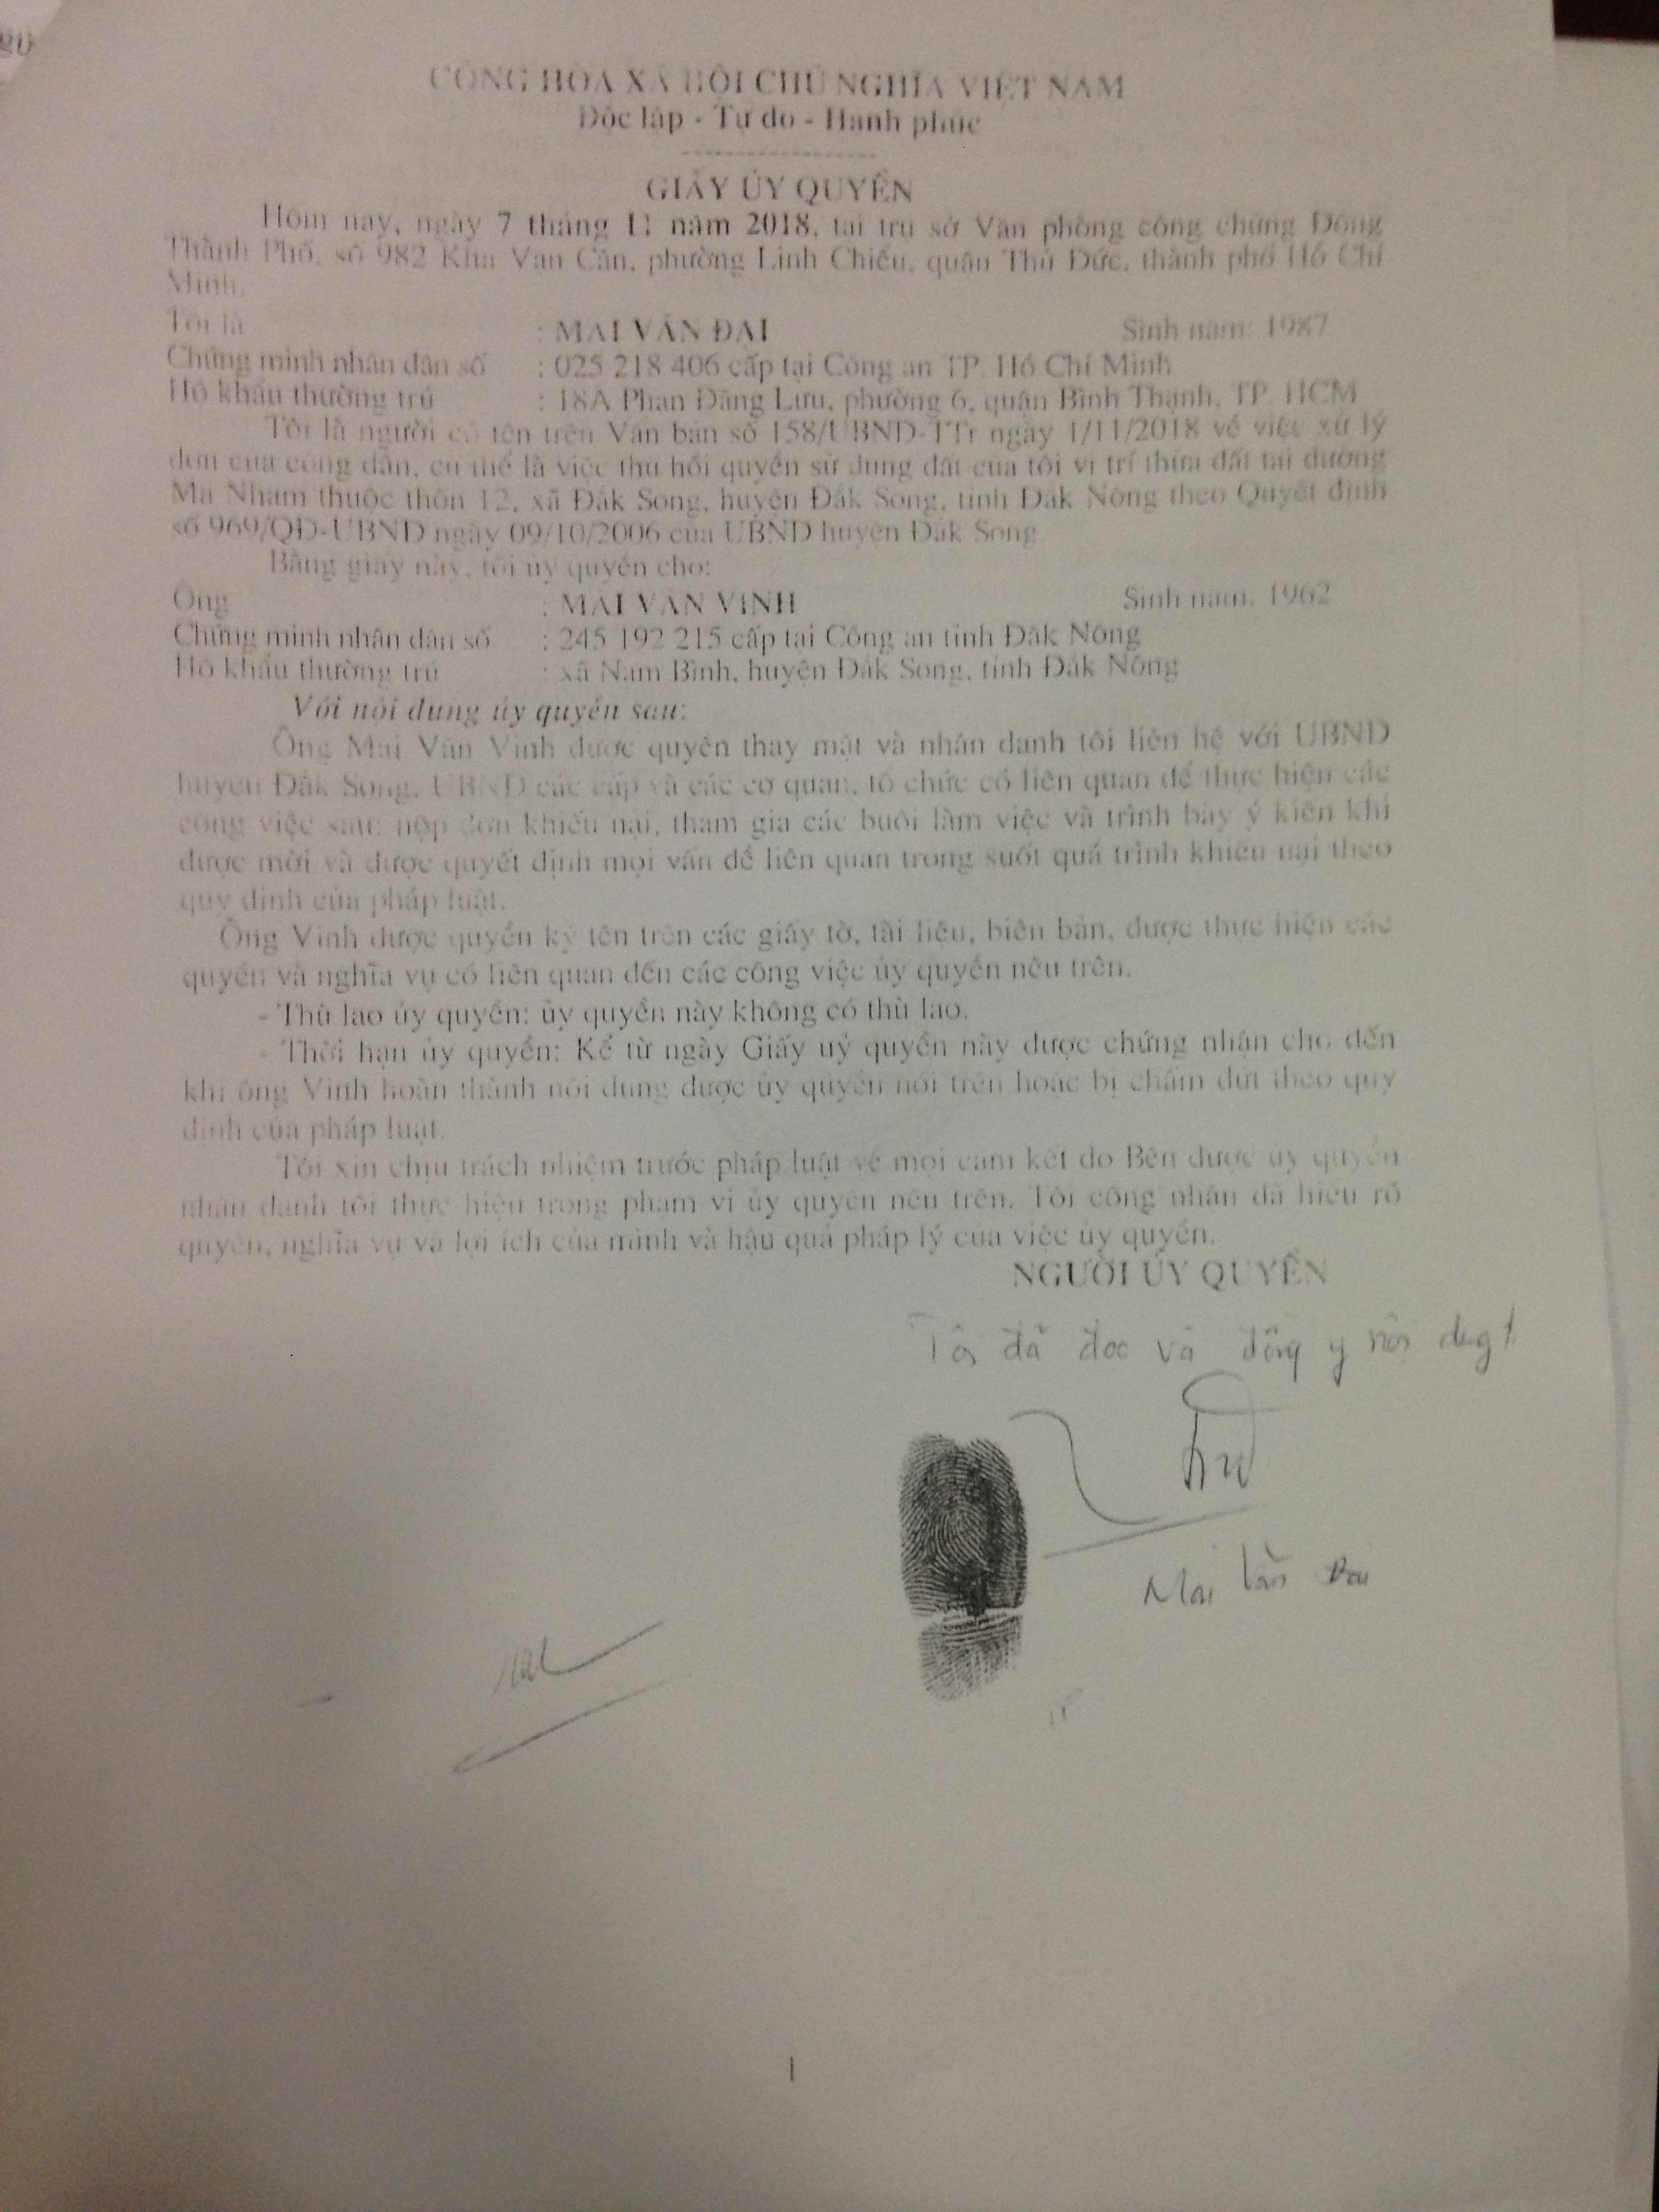 CỘNG HÒA XÃ HỘI CHỦ NGHĨA VIỆT NAM
Độc lập - Tự do - Hạnh phúc
GIẤY ỦY QUYỀN
Hôm nay, ngày 7 tháng 11 năm 2018, tại trụ sở Văn phòng công chứng Đông
Thành Phố, số 982 Kha Vạn Cân, phường Linh Chiểu, quận Thủ Đức, thành phố Hồ Chí
Minh.
Tôi là : MAI VĂN ĐẠI Sinh năm: 1987
Chứng minh nhân dân số : 025 218 406 cấp tại Công an TP. Hồ Chí Minh
Hộ khẩu thường trú : 18A Phan Đăng Lưu, phường 6, quận Bình Thạnh, TP. HCM
Tôi là người có tên trên Văn bản số 158/UBND-TTr ngày 1/11/2018 về việc xử lý
đơn của công dân, cụ thể là việc thu hồi quyền sử dụng đất của tôi vị trí thửa đất tại đường
Ma Nham thuộc thôn 12, xã Đắk Song, huyện Đắk Song, tỉnh Đắk Nông theo Quyết định
số 969/QĐ-UBND ngày 09/10/2006 của UBND huyện Đắk Song
Bằng giấy này, tôi ủy quyền cho:
Ông : MAI VĂN VINH Sinh năm: 1962
Chứng minh nhân dân số : 245 192 215 cấp tại Công an tỉnh Đăk Nông
Hộ khẩu thường trú : xã Nam Bình, huyện Đắk Song, tỉnh Đắk Nông
Với nội dung ủy quyền sau:
Ông Mai Văn Vinh được quyền thay mặt và nhân danh tôi liên hệ với UBND
huyện Đăk Song, UBND các cấp và các cơ quan, tổ chức có liên quan để thực hiện các
công việc sau: nộp đơn khiếu nại, tham gia các buổi làm việc và trình bày ý kiến khi
được mời và được quyết định mọi vấn đề liên quan trong suốt quá trình khiếu nại theo
quy định của pháp luật.
Ông Vinh được quyền ký tên trên các giấy tờ, tài liệu, biên bản, được thực hiện các
quyền và nghĩa vụ có liên quan đến các công việc ủy quyền nêu trên.
- Thù lao ủy quyền: ủy quyền này không có thù lao.
- Thời hạn ủy quyền: Kể từ ngày Giấy uỷ quyền này được chứng nhận cho đến
khi ông Vinh hoàn thành nội dung được ủy quyền nói trên hoặc bị chấm dứt theo quy
định của pháp luật.
Tôi xin chịu trách nhiệm trước pháp luật về mọi cam kết do Bên được ủy quyền
nhân danh tôi thực hiện trong phạm vi ủy quyền nêu trên. Tôi công nhận đã hiểu rõ
quyền, nghĩa vụ và lợi ích của mình và hậu quả pháp lý của việc ủy quyền.
NGƯỜI ỦY QUYỀN
Tôi đã đọc và đồng ý nội dung
Mai Văn Đại
1